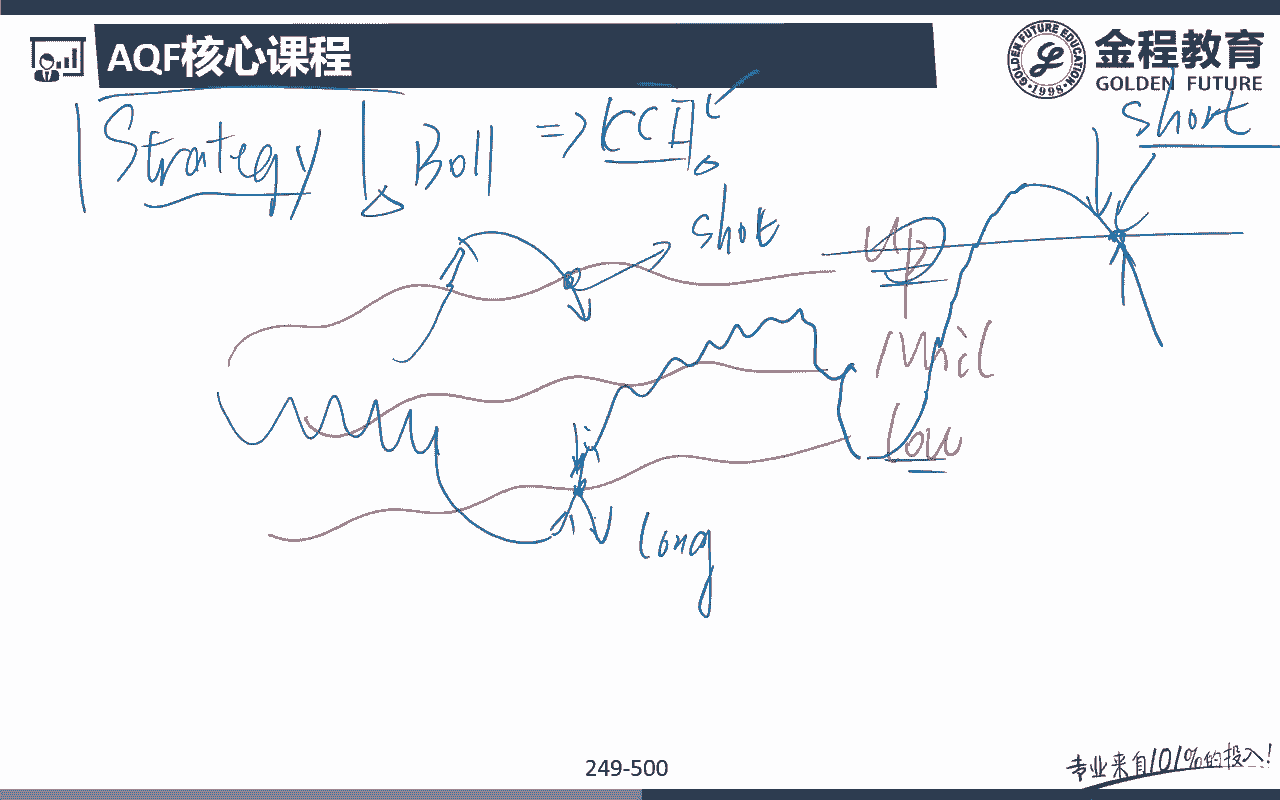 AQF核心课程
GOLDEN FUTURE EDUCATION
1998
金程教育
GOLDEN FUTURE
Strategy
Boll
short
short
up
Mid
low
long
249-500
专业来自101%的投入!